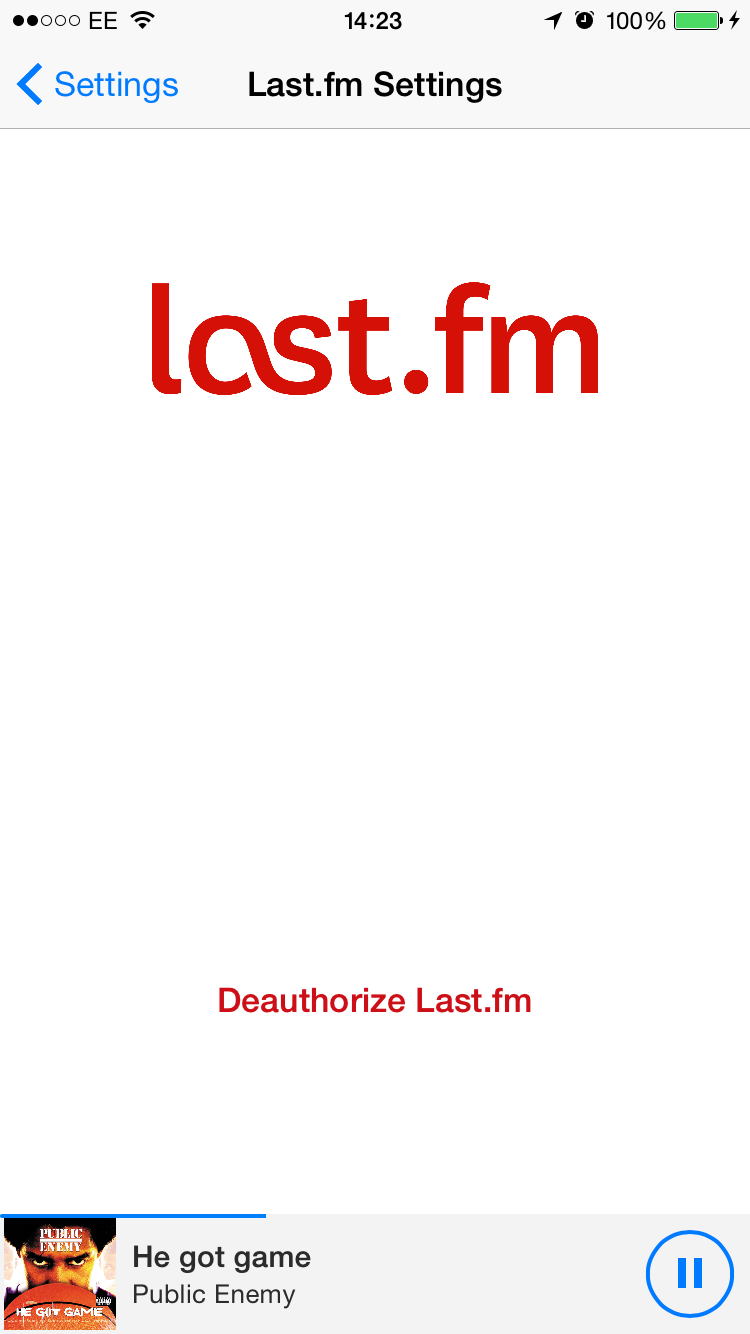 EE 14:23 100%
Settings Last.fm Settings
last.fm
Deauthorize Last.fm
PUBLIC
ENEMY
HE GOT GAME
He got game
Public Enemy